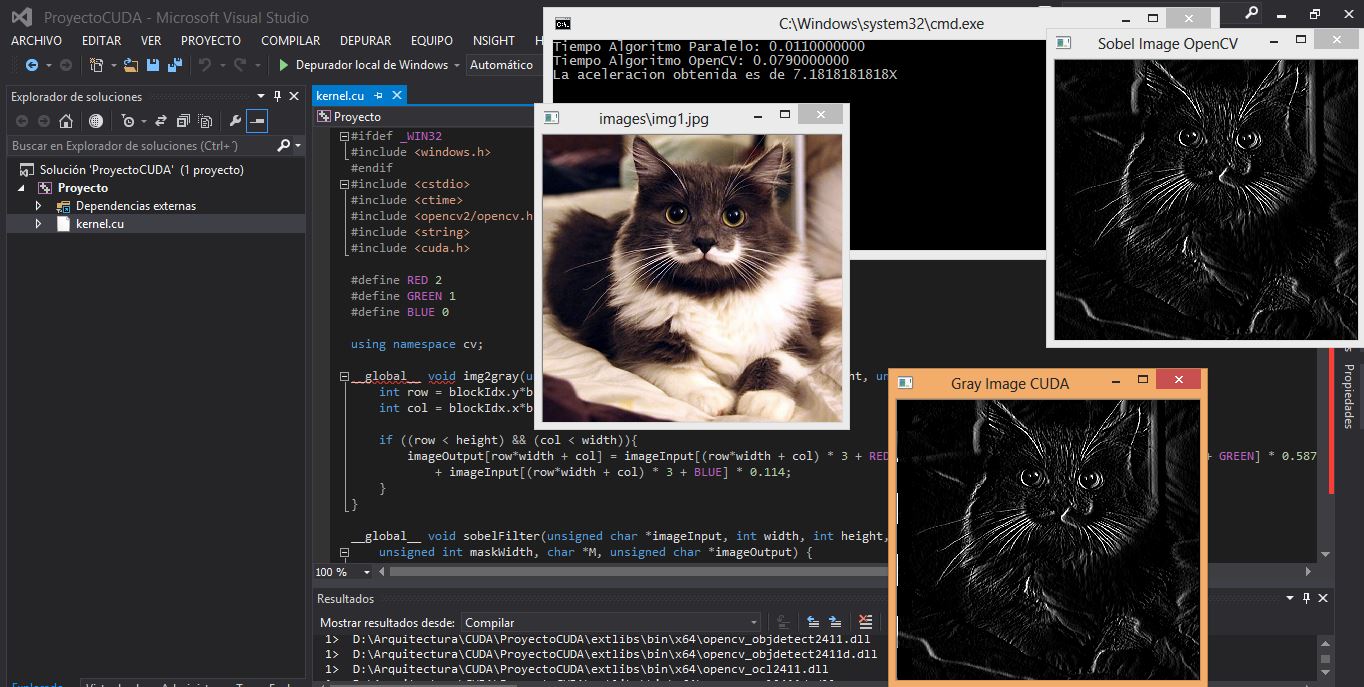 ProyectoCUDA - Microsoft Visual Studio
ARCHIVO EDITAR VER PROYECTO COMPILAR DEPURAR EQUIPO NSIGHT
Depurador local de Windows Automático
Explorador de soluciones
Buscar en Explorador de soluciones (Ctrl+´)
Solución 'ProyectoCUDA' (1 proyecto)
Proyecto
Dependencias externas
kernel.cu
kernel.cu
Proyecto
#ifdef _WIN32
#include <windows.h>
#endif
#include <cstdio>
#include <ctime>
#include <opencv2/opencv.h
#include <string>
#include <cuda.h>
#define RED 2
#define GREEN 1
#define BLUE 0
using namespace cv;
__global__ void img2gray(u nt, un
int row = blockIdx.y*b
int col = blockIdx.x*b
if ((row < height) && (col < width)){
imageOutput[row*width + col] = imageInput[(row*width + col) * 3 + RED + GREEN] * 0.587
+ imageInput[(row*width + col) * 3 + BLUE] * 0.114;
}
}
__global__ void sobelFilter(unsigned char *imageInput, int width, int height,
unsigned int maskWidth, char *M, unsigned char *imageOutput) {
100 %
Resultados
Mostrar resultados desde: Compilar
1> D:\Arquitectura\CUDA\ProyectoCUDA\extlibs\bin\x64\opencv_objdetect2411.dll
1> D:\Arquitectura\CUDA\ProyectoCUDA\extlibs\bin\x64\opencv_objdetect2411d.dll
1> D:\Arquitectura\CUDA\ProyectoCUDA\extlibs\bin\x64\opencv_ocl2411.dll
C:\Windows\system32\cmd.exe
Tiempo Algoritmo Paralelo: 0.0110000000
Tiempo Algoritmo OpenCV: 0.0790000000
La aceleracion obtenida es de 7.1818181818X
images\img1.jpg
Sobel Image OpenCV
Gray Image CUDA
Propiedades